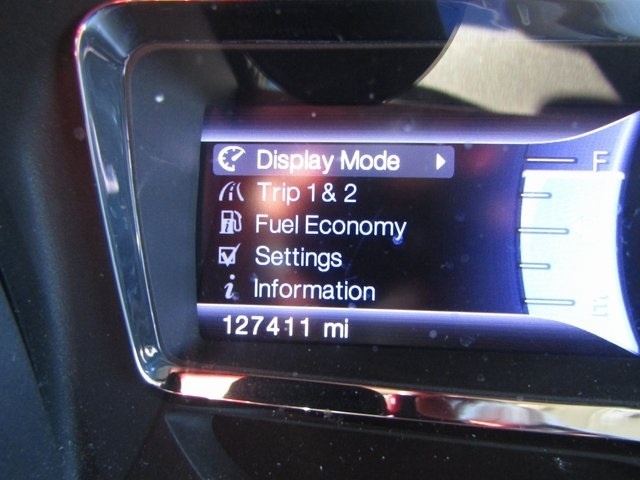 Display Mode
F
Trip 1 & 2
Fuel Economy
Settings
Information
E
127411 mi